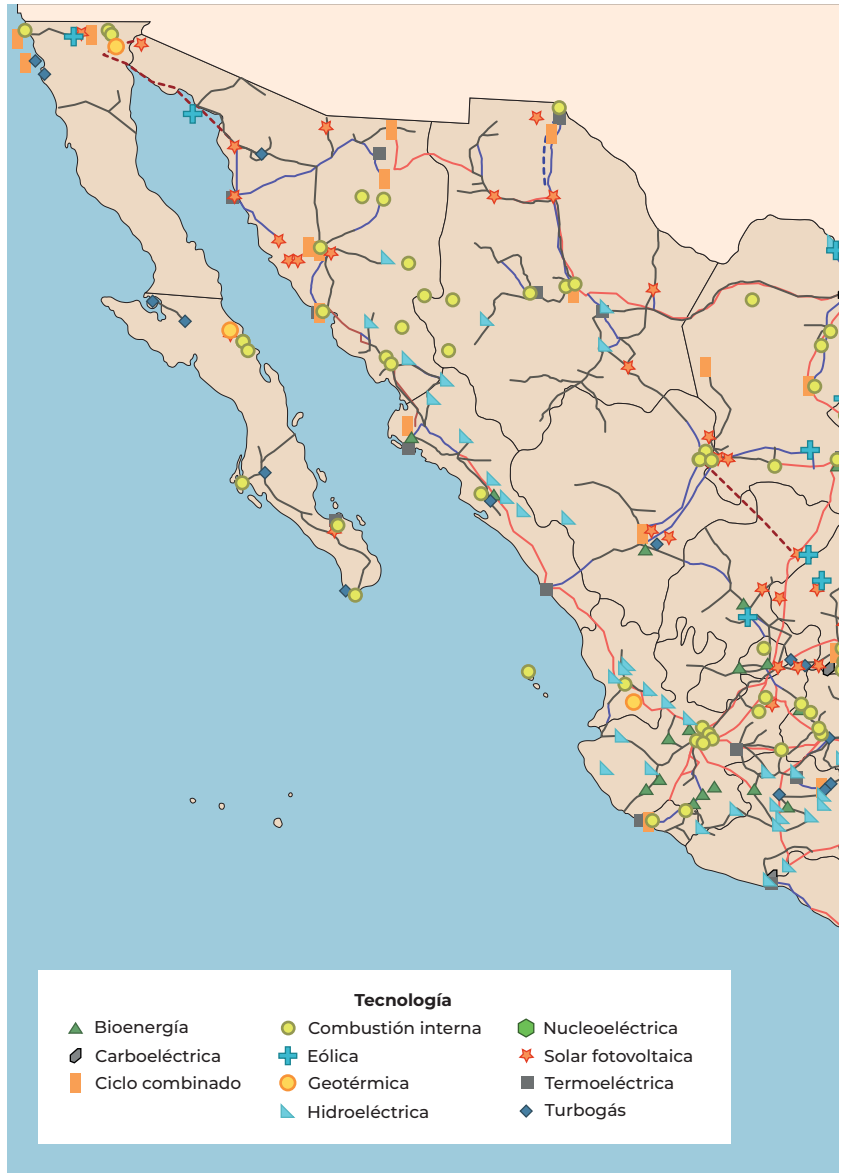 Tecnología
Bioenergía
Carboeléctrica
Ciclo combinado
Combustión interna
Eólica
Geotérmica
Hidroeléctrica
Nucleoeléctrica
Solar fotovoltaica
Termoeléctrica
Turbogás